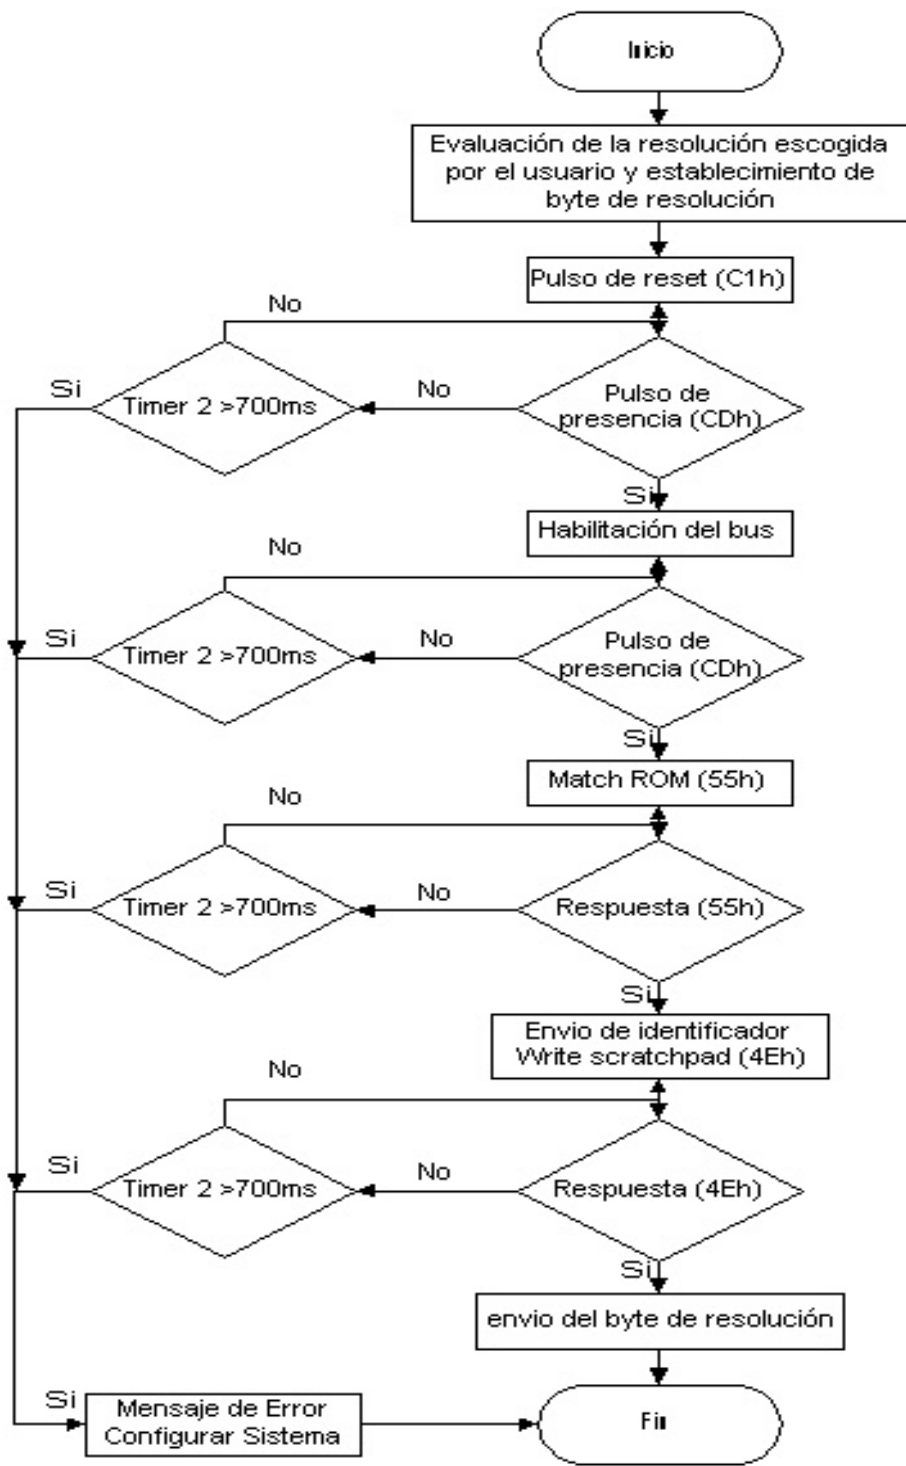 Inicio
Evaluación de la resolución escogida
por el usuario y establecimiento de
byte de resolución
Pulso de reset (C1h)
No
Si
Timer 2 >700ms
No
Pulso de
presencia (CDh)
Si
Habilitación del bus
No
Si
Timer 2 >700ms
No
Pulso de
presencia (CDh)
Si
Match ROM (55h)
No
Si
Timer 2 >700ms
No
Respuesta (55h)
Si
Envio de identificador
Write scratchpad (4Eh)
No
Si
Timer 2 >700ms
No
Respuesta (4Eh)
Si
envio del byte de resolución
Si
Mensaje de Error
Configurar Sistema
Fin